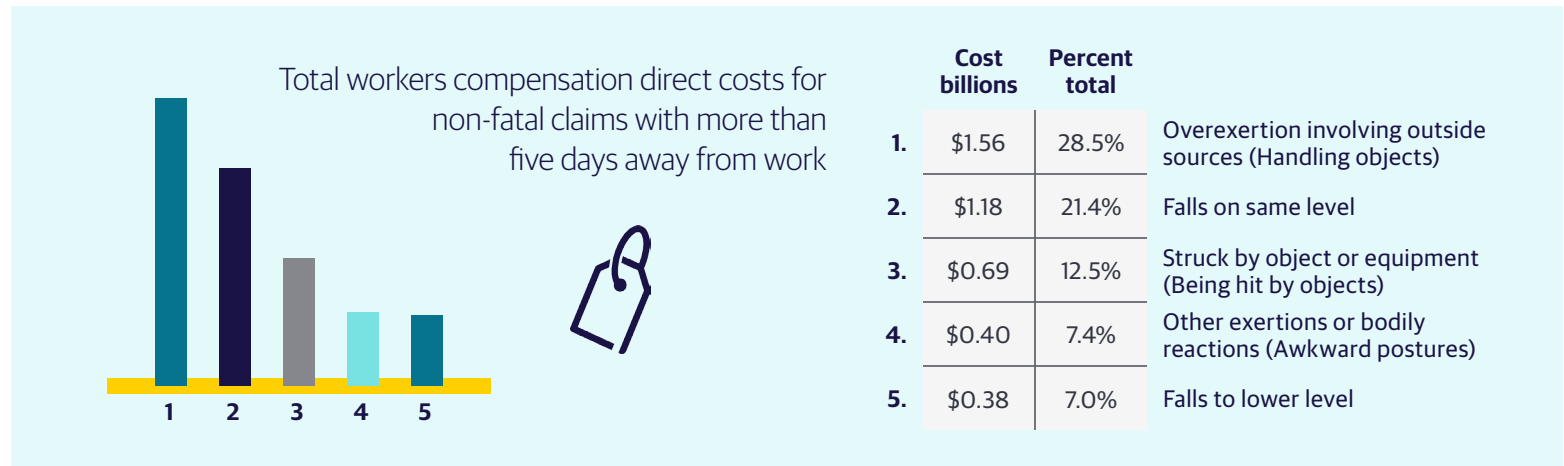 Total workers compensation direct costs for
non-fatal claims with more than
five days away from work
1 2 3 4 5
Cost billions Percent total
1. $1.56 28.5% Overexertion involving outside
sources (Handling objects)
2. $1.18 21.4% Falls on same level
3. $0.69 12.5% Struck by object or equipment
(Being hit by objects)
4. $0.40 7.4% Other exertions or bodily
reactions (Awkward postures)
5. $0.38 7.0% Falls to lower level